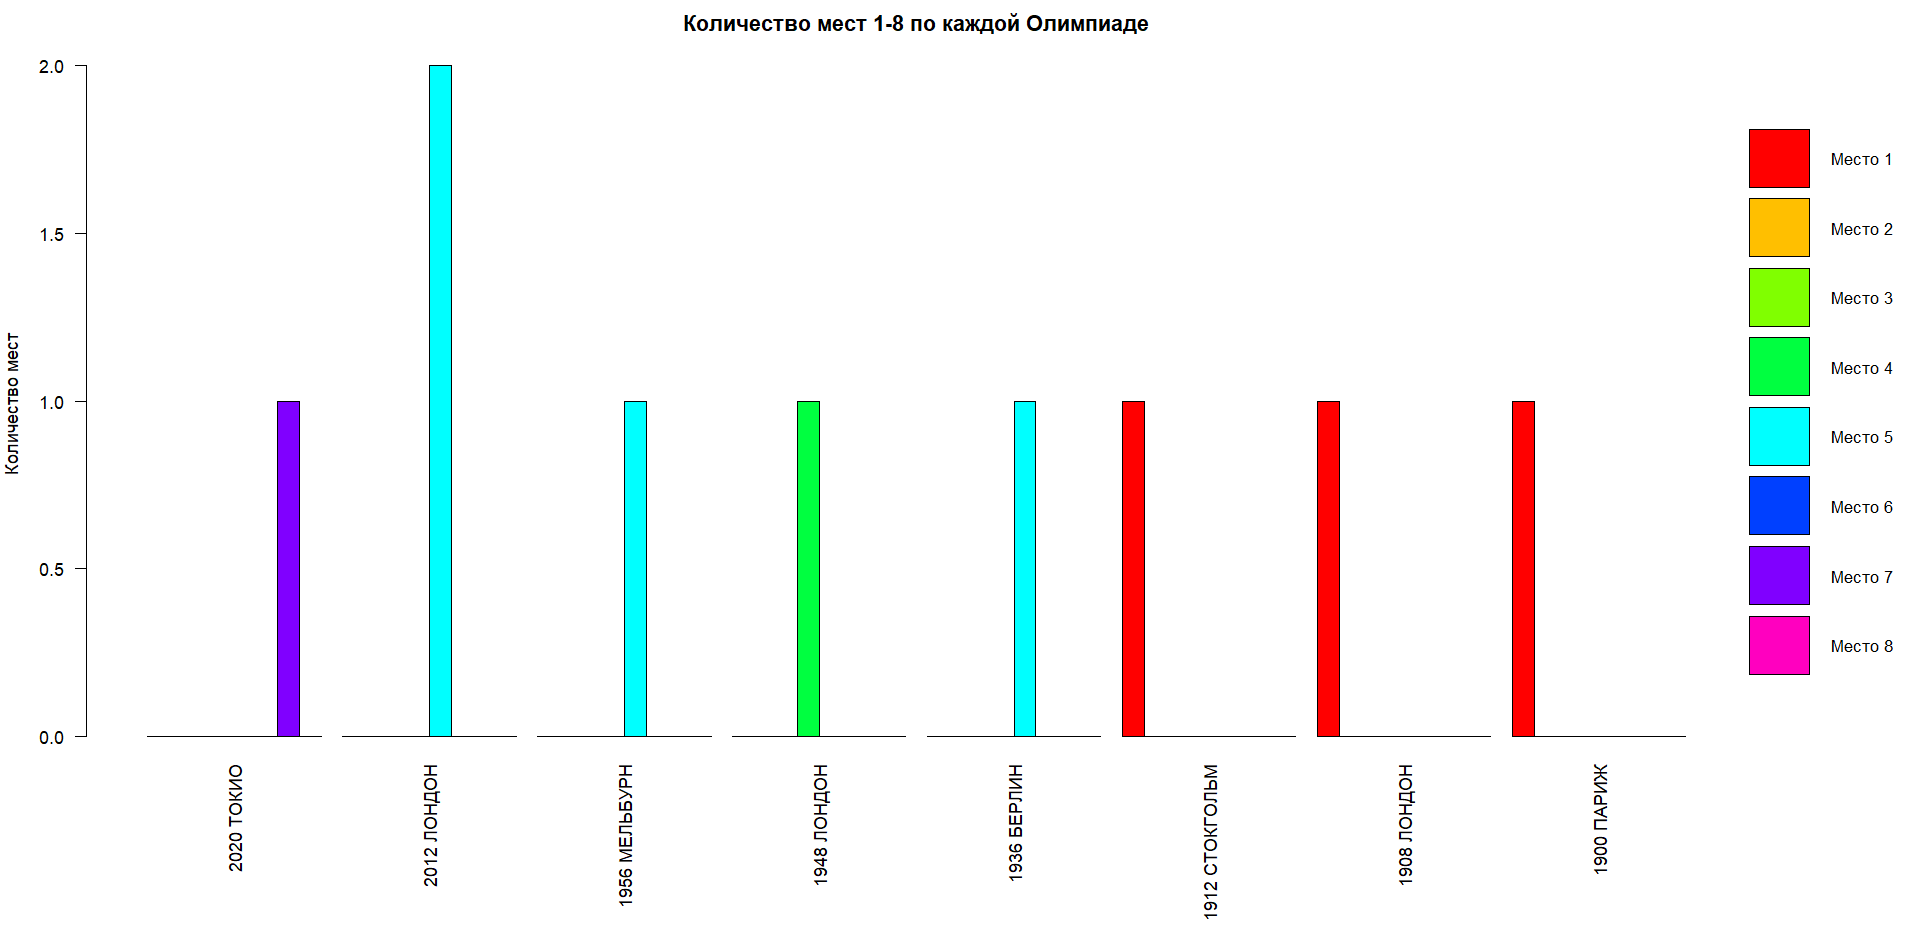 Количество мест 1-8 по каждой Олимпиаде
Количество мест
2.0
1.5
1.0
0.5
0.0
2020 ТОКИО
2012 ЛОНДОН
1956 МЕЛЬБУРН
1948 ЛОНДОН
1936 БЕРЛИН
1912 СТОКГОЛЬМ
1908 ЛОНДОН
1900 ПАРИЖ
Место 1
Место 2
Место 3
Место 4
Место 5
Место 6
Место 7
Место 8